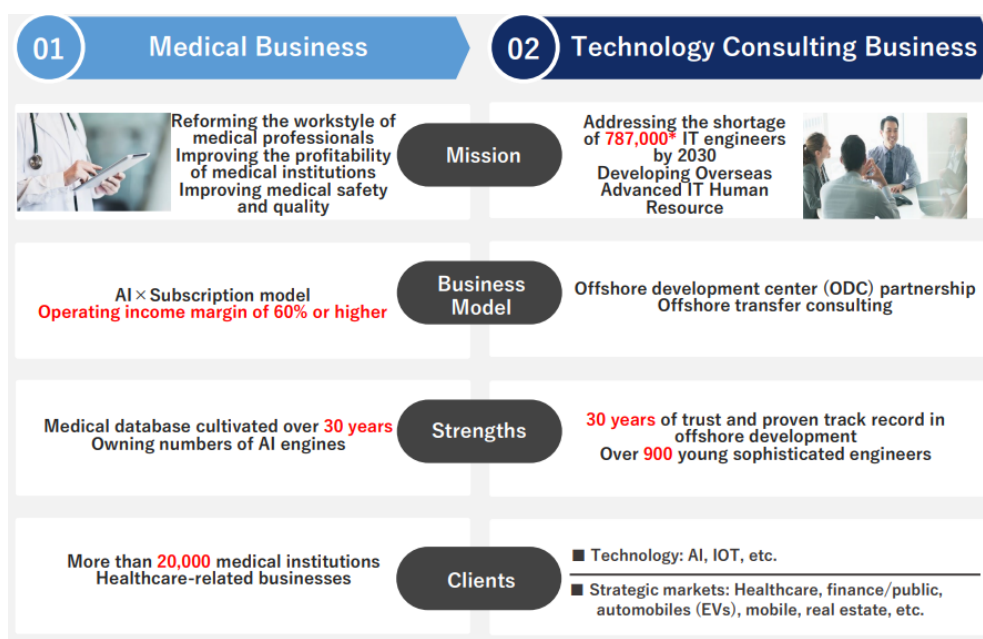 01
Medical Business
02
Technology Consulting Business
Reforming the workstyle of
medical professionals
Improving the profitability
of medical institutions
Improving medical safety
and quality
Mission
Addressing the shortage
of 787,000* IT engineers
by 2030
Developing Overseas
Advanced IT Human
Resource
AI×Subscription model
Operating income margin of 60% or higher
Business
Model
Offshore development center (ODC) partnership
Offshore transfer consulting
Medical database cultivated over 30 years
Owning numbers of AI engines
Strengths
30 years of trust and proven track record in
offshore development
Over 900 young sophisticated engineers
More than 20,000 medical institutions
Healthcare-related businesses
Clients
■ Technology: AI, IOT, etc.
■ Strategic markets: Healthcare, finance/public,
automobiles (EVs), mobile, real estate, etc.